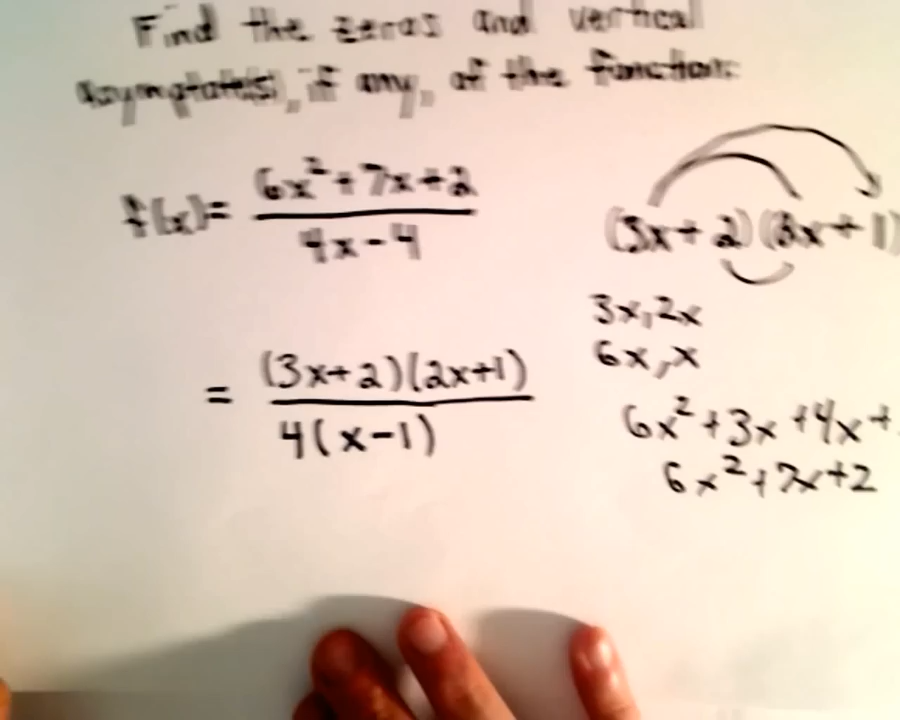 Find the zeros and vertical
asymptote(s), if any, of the function:
f(x) = 6x²+7x+2 / 4x-4
= (3x+2)(2x+1) / 4(x-1)
(3x+2)( x+1)
3x, 2x
6x, x
6x²+3x+4x+
6x²+7x+2